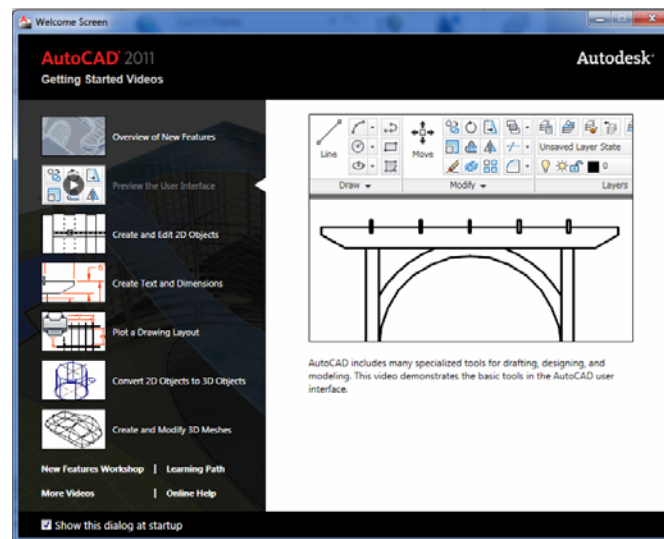 Welcome Screen
AutoCAD® 2011
Autodesk®
Getting Started Videos
Overview of New Features
Preview the User Interface
Create and Edit 2D Objects
Create Text and Dimensions
Plot a Drawing Layout
Convert 2D Objects to 3D Objects
Create and Modify 3D Meshes
New Features Workshop | Learning Path
More Videos | Online Help
Show this dialog at startup
Line
Move
Unsaved Layer State
0
Draw
Modify
Layers
AutoCAD includes many specialized tools for drafting, designing, and
modeling. This video demonstrates the basic tools in the AutoCAD user
interface.